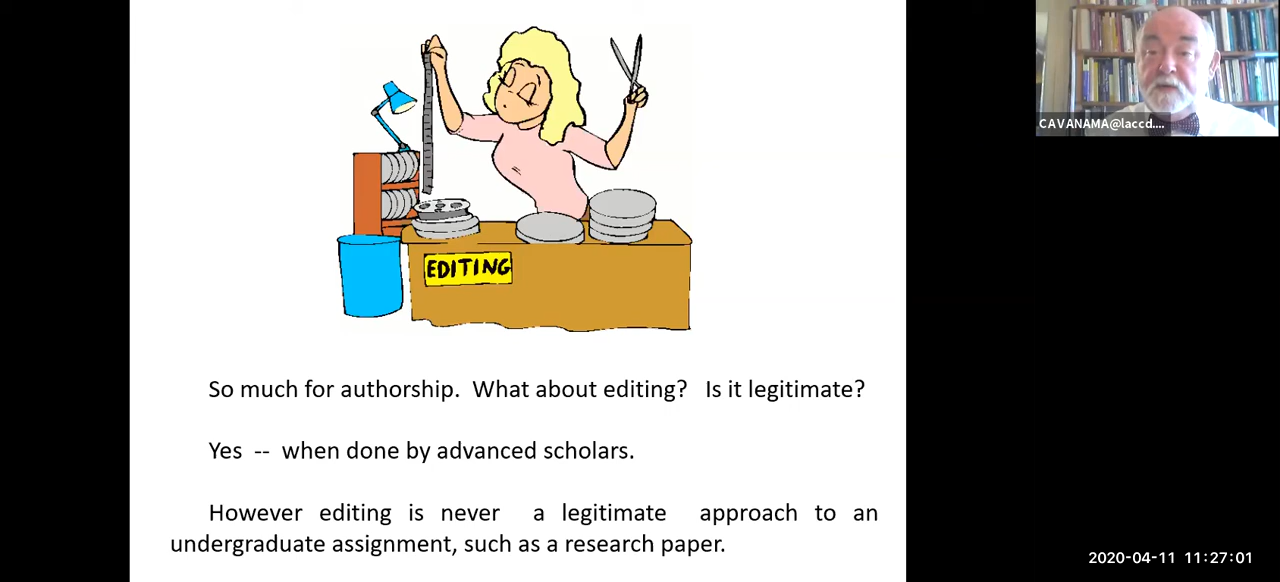 CAVANAMA@laccd....
EDITING
So much for authorship. What about editing? Is it legitimate?
Yes -- when done by advanced scholars.
However editing is never a legitimate approach to an
undergraduate assignment, such as a research paper.
2020-04-11 11:27:01